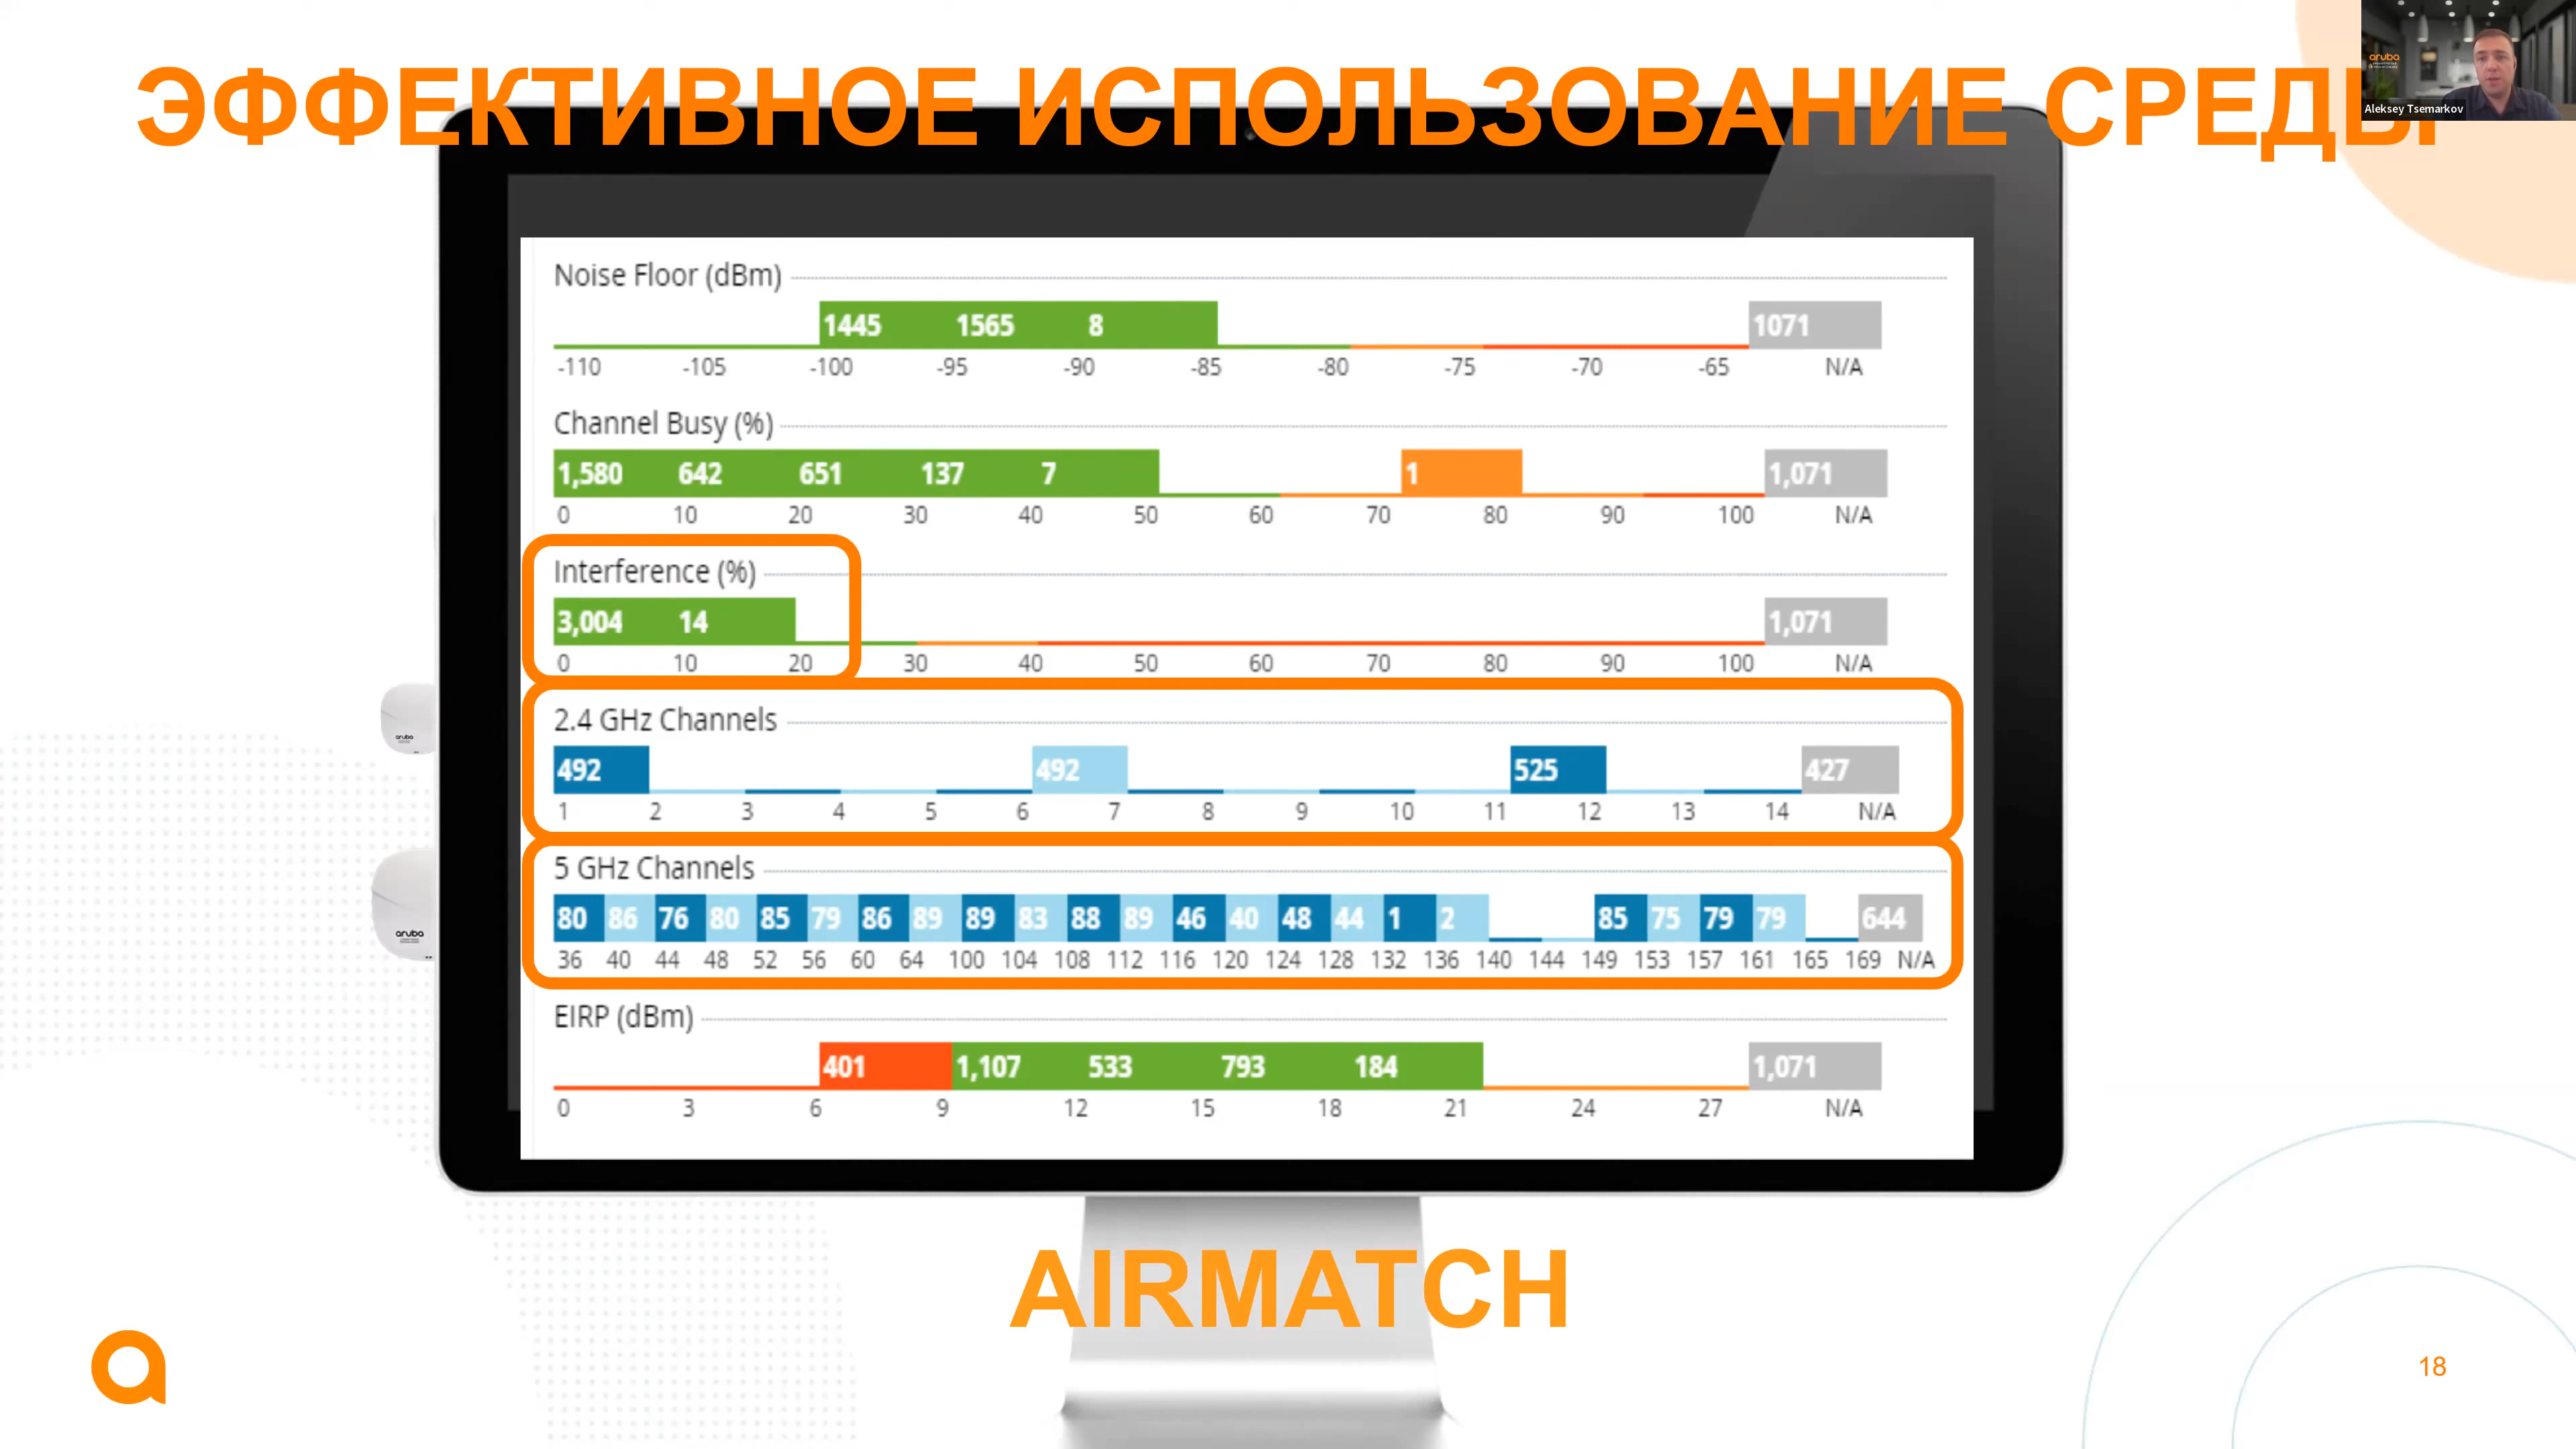 ЭФФЕКТИВНОЕ ИСПОЛЬЗОВАНИЕ СРЕДЫ
aruba
Aleksey Tsemarkov
Noise Floor (dBm)
1445 1565 8 1071
-110 -105 -100 -95 -90 -85 -80 -75 -70 -65 N/A
Channel Busy (%)
1,580 642 651 137 7 1 1,071
0 10 20 30 40 50 60 70 80 90 100 N/A
Interference (%)
3,004 14 1,071
0 10 20 30 40 50 60 70 80 90 100 N/A
2.4 GHz Channels
492 492 525 427
1 2 3 4 5 6 7 8 9 10 11 12 13 14 N/A
5 GHz Channels
80 86 76 80 85 79 86 89 89 83 88 89 46 40 48 44 1 2 85 75 79 79 644
36 40 44 48 52 56 60 64 100 104 108 112 116 120 124 128 132 136 140 144 149 153 157 161 165 169 N/A
EIRP (dBm)
401 1,107 533 793 184 1,071
0 3 6 9 12 15 18 21 24 27 N/A
aruba
aruba
AIRMATCH
18